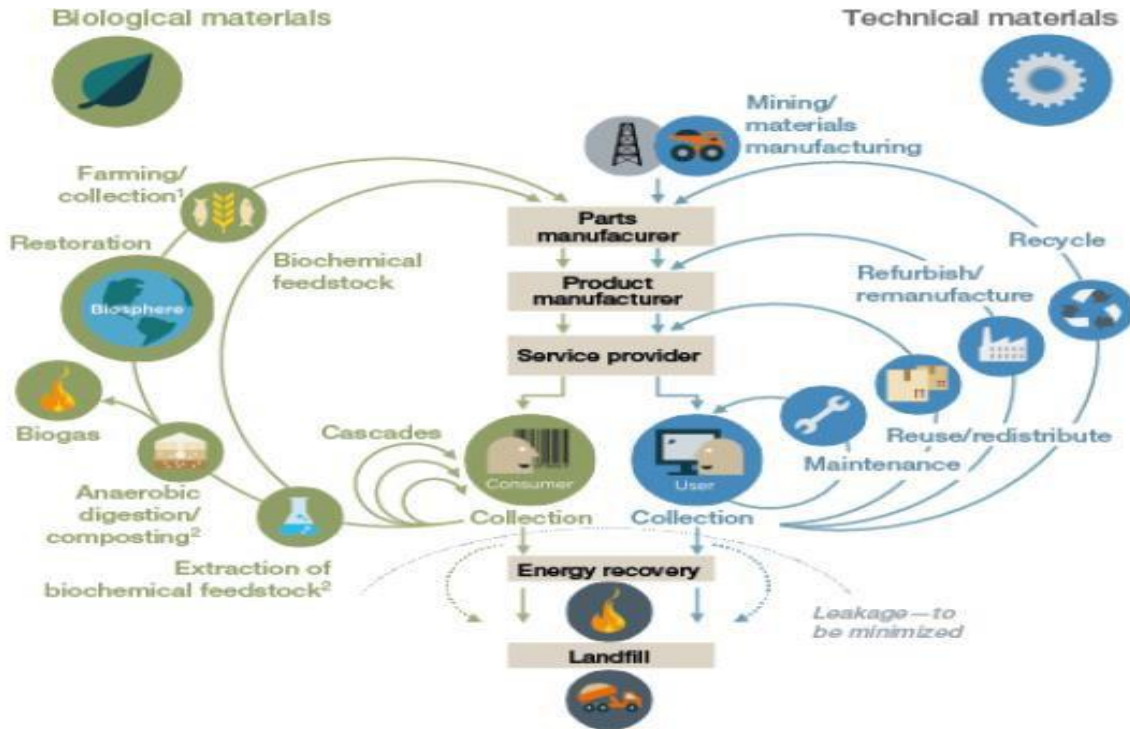 Biological materials
Technical materials
Mining/
materials
manufacturing
Farming/
collection¹
Parts
manufacurer
Restoration
Recycle
Biochemical
feedstock
Refurbish/
remanufacture
Product
manufacturer
Biosphere
Service provider
Biogas
Cascades
Reuse/redistribute
Maintenance
Consumer
User
Anaerobic
digestion/
composting²
Collection
Collection
Extraction of
biochemical feedstock²
Energy recovery
Leakage—to
be minimized
Landfill